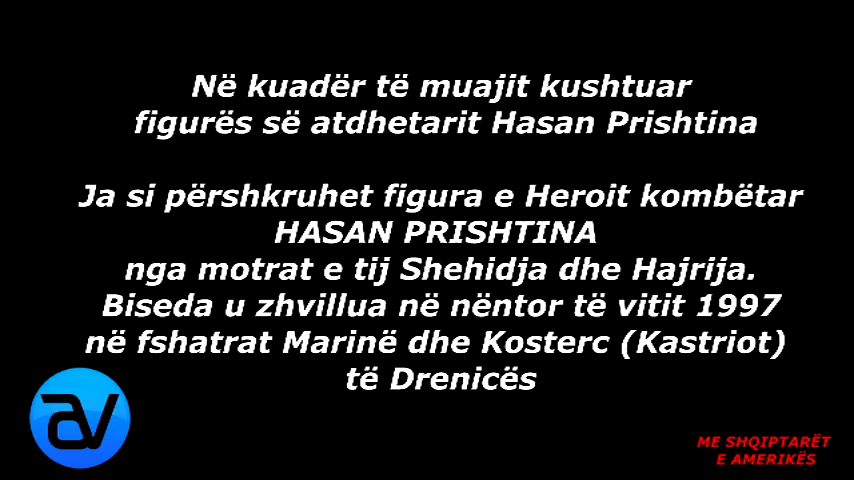 Në kuadër të muajit kushtuar
figurës së atdhetarit Hasan Prishtina
Ja si përshkruhet figura e Heroit kombëtar
HASAN PRISHTINA
nga motrat e tij Shehidja dhe Hajrija.
Biseda u zhvillua në nëntor të vitit 1997
në fshatrat Marinë dhe Kosterc (Kastriot)
të Drenicës
av
ME SHQIPTARËT
E AMERIKËS